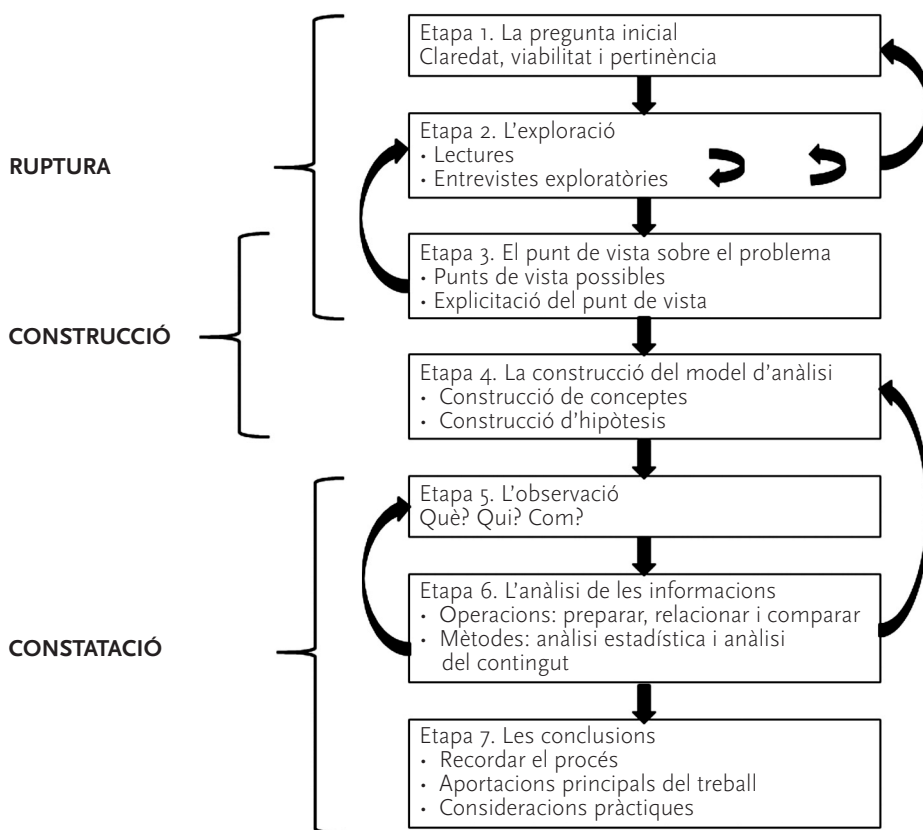 Etapa 1. La pregunta inicial
Claredat, viabilitat i pertinència
RUPTURA
Etapa 2. L'exploració
• Lectures
• Entrevistes exploratòries
Etapa 3. El punt de vista sobre el problema
• Punts de vista possibles
• Explicitació del punt de vista
CONSTRUCCIÓ
Etapa 4. La construcció del model d'anàlisi
• Construcció de conceptes
• Construcció d'hipòtesis
Etapa 5. L'observació
Què? Qui? Com?
CONSTATACIÓ
Etapa 6. L'anàlisi de les informacions
• Operacions: preparar, relacionar i comparar
• Mètodes: anàlisi estadística i anàlisi
del contingut
Etapa 7. Les conclusions
• Recordar el procés
• Aportacions principals del treball
• Consideracions pràctiques